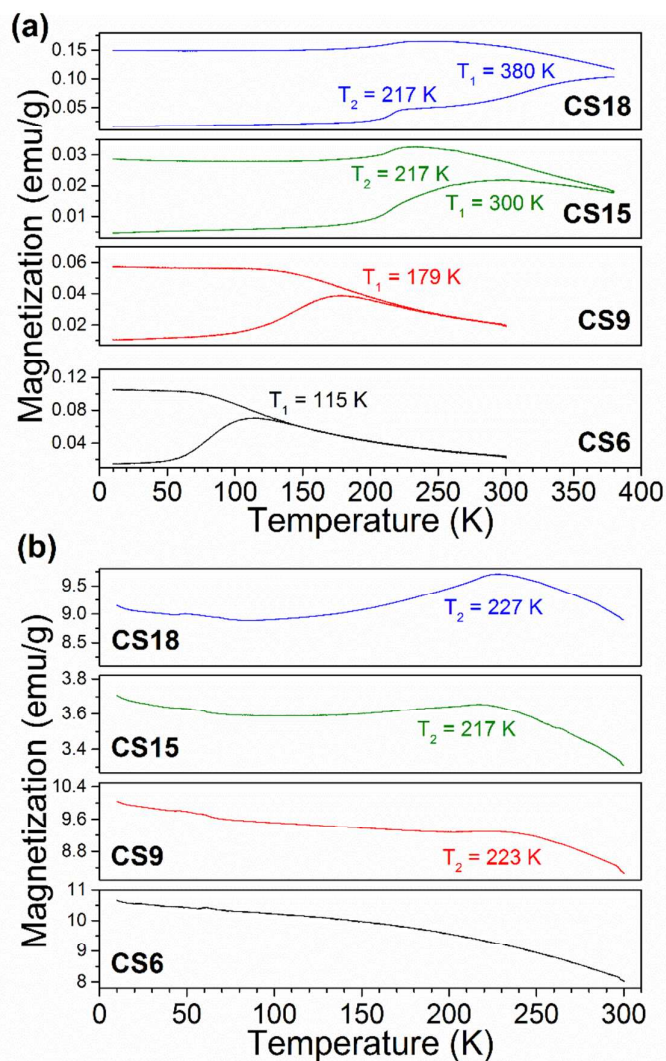 (a)
Magnetization (emu/g)
0.15
0.10
0.05
T1 = 380 K
T2 = 217 K
CS18
0.03
0.02
0.01
T2 = 217 K
T1 = 300 K
CS15
0.06
0.04
0.02
T1 = 179 K
CS9
0.12
0.08
0.04
T1 = 115 K
CS6
0 50 100 150 200 250 300 350 400
Temperature (K)
(b)
Magnetization (emu/g)
9.5
9.0
8.5
T2 = 227 K
CS18
3.8
3.6
3.4
T2 = 217 K
CS15
10.4
9.6
8.8
T2 = 223 K
CS9
11
10
9
8
CS6
0 50 100 150 200 250 300
Temperature (K)